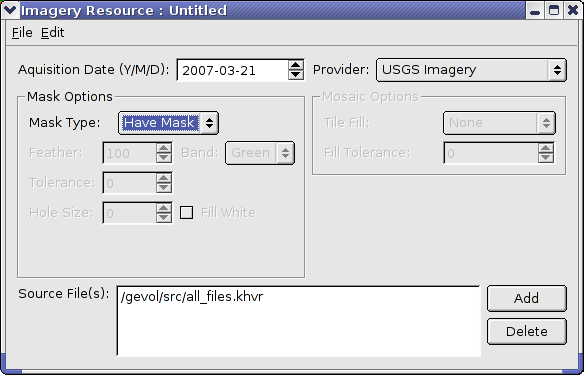 Imagery Resource : Untitled
File Edit
Aquisition Date (Y/M/D): 2007-03-21 Provider: USGS Imagery
Mask Options
Mask Type: Have Mask
Feather: 100 Band: Green
Tolerance: 0
Hole Size: 0 Fill White
Mosaic Options
Tile Fill: None
Fill Tolerance: 0
Source File(s): /gevol/src/all_files.khvr
Add
Delete